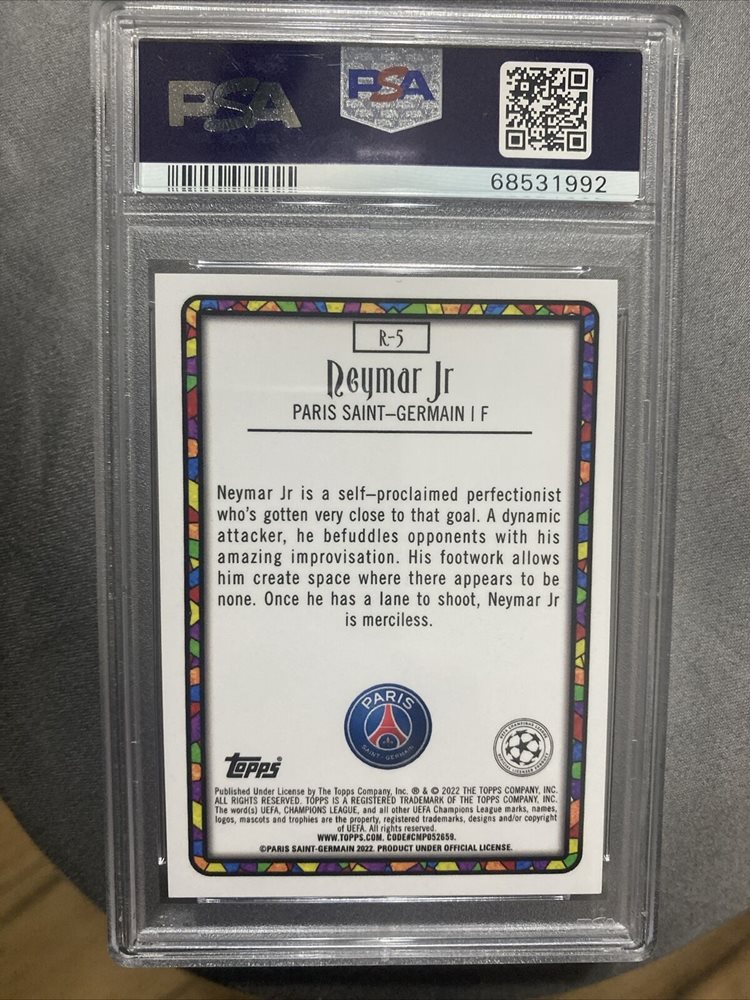 PSA
PSA
68531992
R-5
Neymar Jr
PARIS SAINT-GERMAIN | F
Neymar Jr is a self-proclaimed perfectionist
who's gotten very close to that goal. A dynamic
attacker, he befuddles opponents with his
amazing improvisation. His footwork allows
him create space where there appears to be
none. Once he has a lane to shoot, Neymar Jr
is merciless.
PARIS
SAINT-GERMAIN
Topps
Published Under License by The Topps Company, Inc. ® & © 2022 THE TOPPS COMPANY, INC.
ALL RIGHTS RESERVED. TOPPS IS A REGISTERED TRADEMARK OF THE TOPPS COMPANY, INC.
The word(s) UEFA, CHAMPIONS LEAGUE, and all other UEFA Champions League marks, names,
logos, mascots and trophies are the property, registered trademarks, designs and/or copyright
of UEFA. All rights reserved.
WWW.TOPPS.COM. CODE#CMP052659.
©PARIS SAINT-GERMAIN 2022. PRODUCT UNDER OFFICIAL LICENSE.
PSA